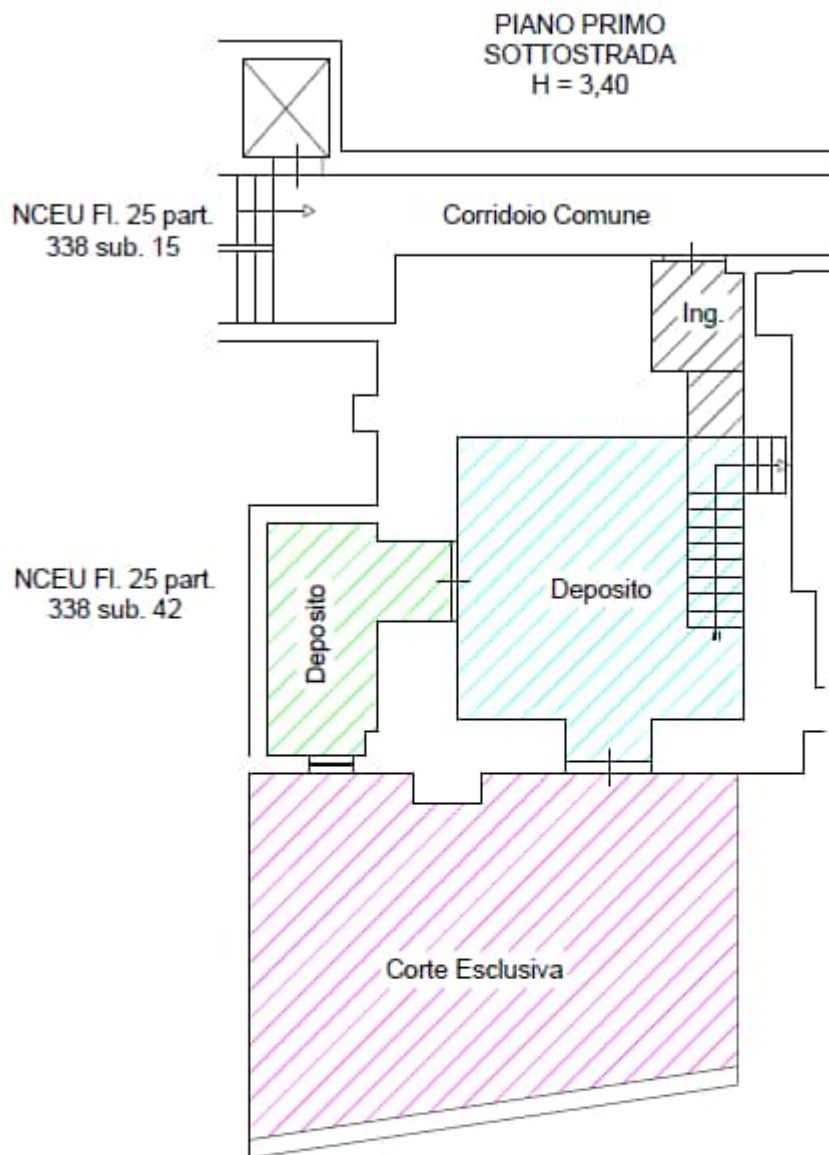 PIANO PRIMO
SOTTOSTRADA
H = 3,40
NCEU Fl. 25 part.
338 sub. 15
Corridoio Comune
Ing.
NCEU Fl. 25 part.
338 sub. 42
Deposito
Deposito
Corte Esclusiva